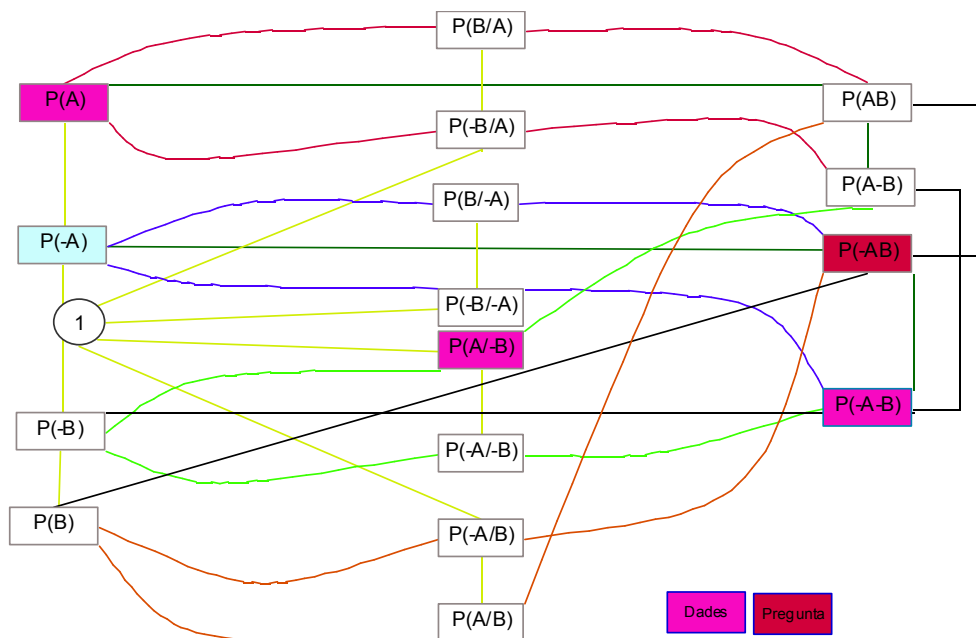 P(B/A)
P(A)
P(AB)
P(-B/A)
P(A-B)
P(B/-A)
P(-A)
P(-AB)
P(-B/-A)
1
P(A/-B)
P(-A-B)
P(-B)
P(-A/-B)
P(B)
P(-A/B)
P(A/B)
Dades
Pregunta